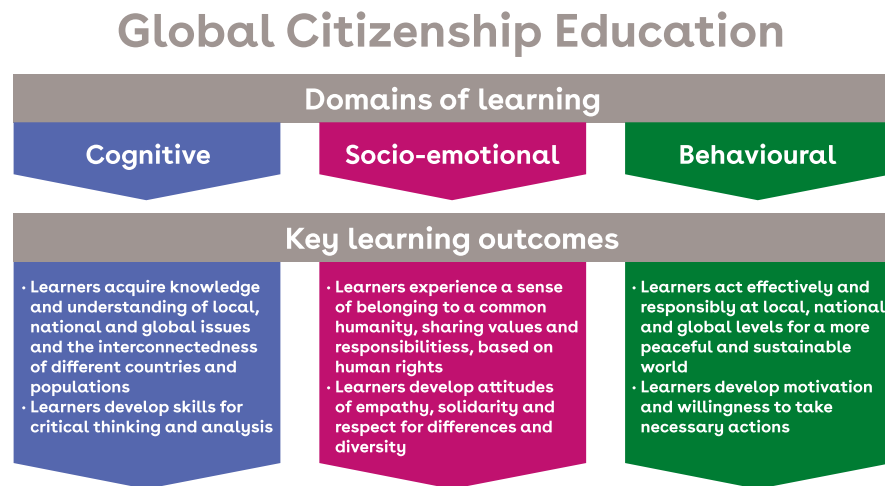 Global Citizenship Education
Domains of learning
Cognitive
Socio-emotional
Behavioural
Key learning outcomes
· Learners acquire knowledge
and understanding of local,
national and global issues
and the interconnectedness
of different countries and
populations
· Learners develop skills for
critical thinking and analysis
· Learners experience a sense
of belonging to a common
humanity, sharing values and
responsibilitiess, based on
human rights
· Learners develop attitudes
of empathy, solidarity and
respect for differences and
diversity
· Learners act effectively and
responsibly at local, national
and global levels for a more
peaceful and sustainable
world
· Learners develop motivation
and willingness to take
necessary actions